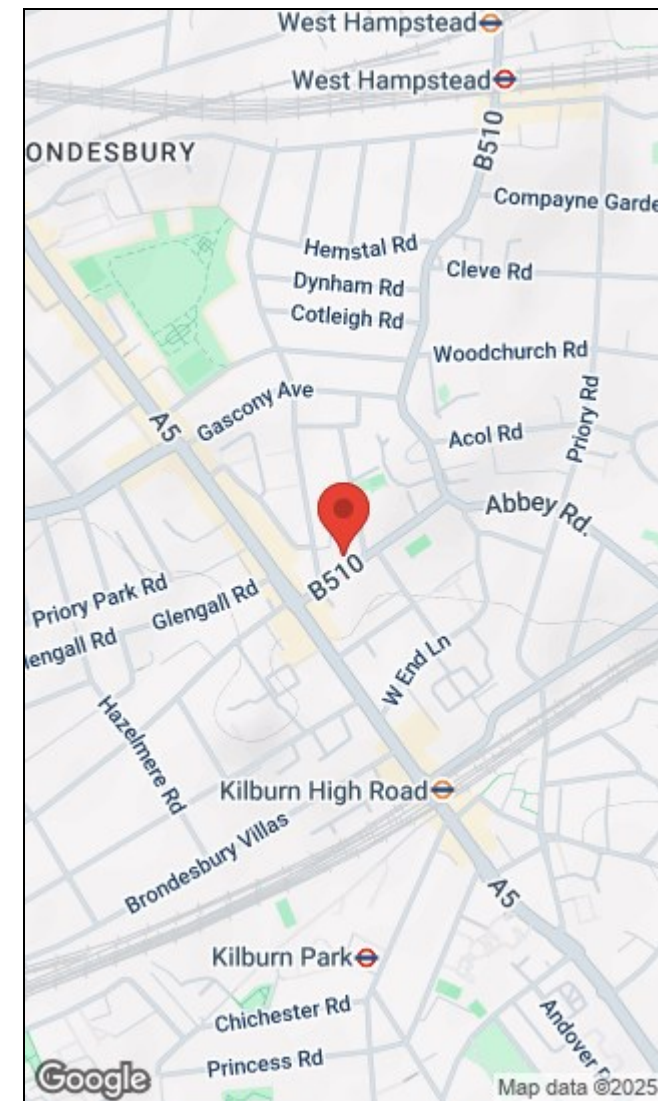 West Hampstead
West Hampstead
B510
ONDESBURY
Compayne Garde
Hemstal Rd
Cleve Rd
Dynham Rd
Cotleigh Rd
Woodchurch Rd
Gascony Ave
Priory Rd
A5
Acol Rd
Abbey Rd.
B510
Priory Park Rd
Glengall Rd
lengall Rd
W End Ln
Hazelmere Rd
Kilburn High Road
Brondesbury Villas
A5
Kilburn Park
Chichester Rd
Andover R
Princess Rd
Google
Map data ©2025